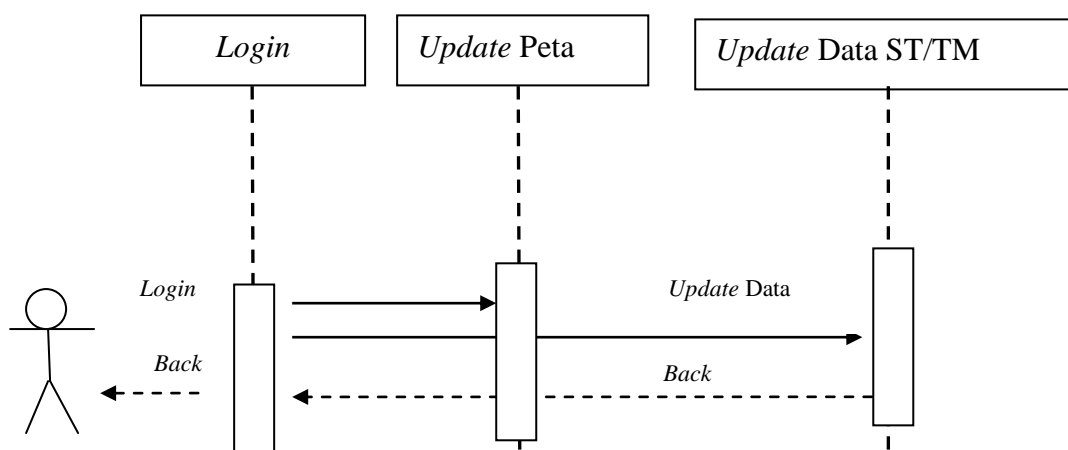 Login
Update Peta
Update Data ST/TM
Login
Update Data
Back
Back